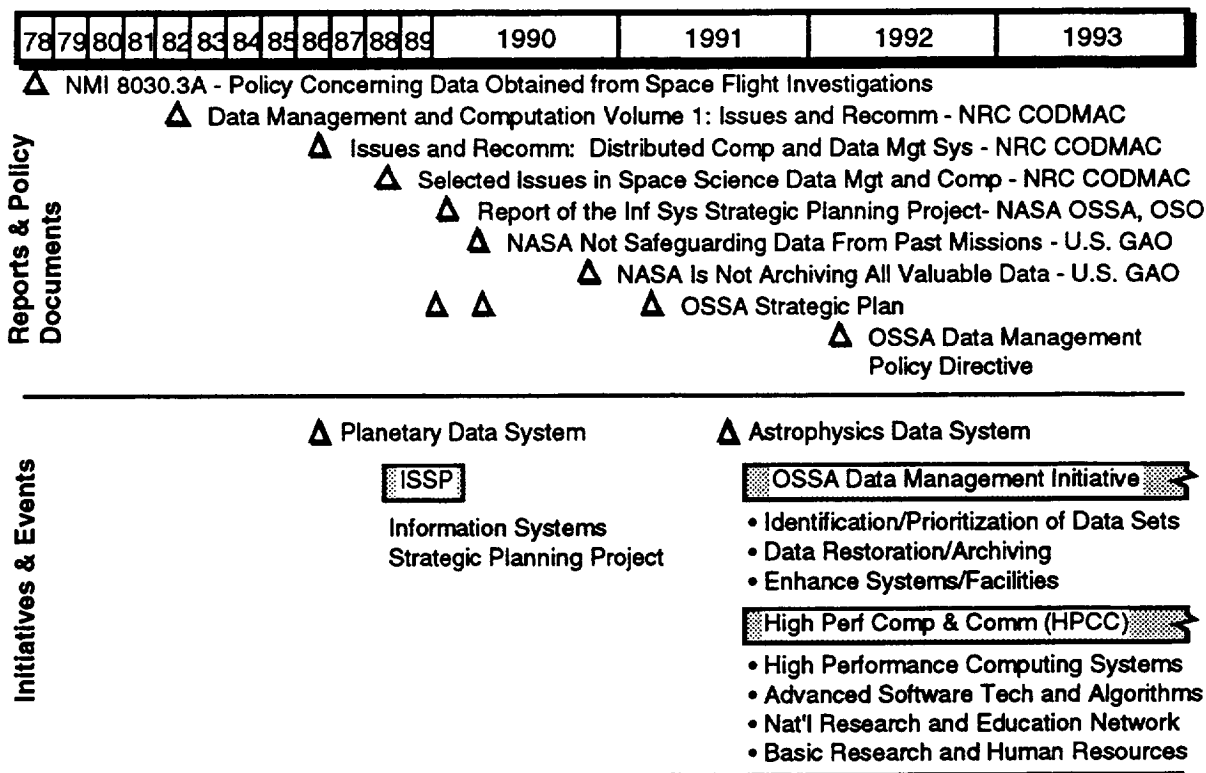 78 79 80 81 82 83 84 85 86 87 88 89 1990 1991 1992 1993
Reports & Policy
Documents
NMI 8030.3A - Policy Concerning Data Obtained from Space Flight Investigations
Data Management and Computation Volume 1: Issues and Recomm - NRC CODMAC
Issues and Recomm: Distributed Comp and Data Mgt Sys - NRC CODMAC
Selected Issues in Space Science Data Mgt and Comp - NRC CODMAC
Report of the Inf Sys Strategic Planning Project- NASA OSSA, OSO
NASA Not Safeguarding Data From Past Missions - U.S. GAO
NASA Is Not Archiving All Valuable Data - U.S. GAO
OSSA Strategic Plan
OSSA Data Management
Policy Directive
Initiatives & Events
Planetary Data System
ISSP
Information Systems
Strategic Planning Project
Astrophysics Data System
OSSA Data Management Initiative
• Identification/Prioritization of Data Sets
• Data Restoration/Archiving
• Enhance Systems/Facilities
High Perf Comp & Comm (HPCC)
• High Performance Computing Systems
• Advanced Software Tech and Algorithms
• Nat'l Research and Education Network
• Basic Research and Human Resources